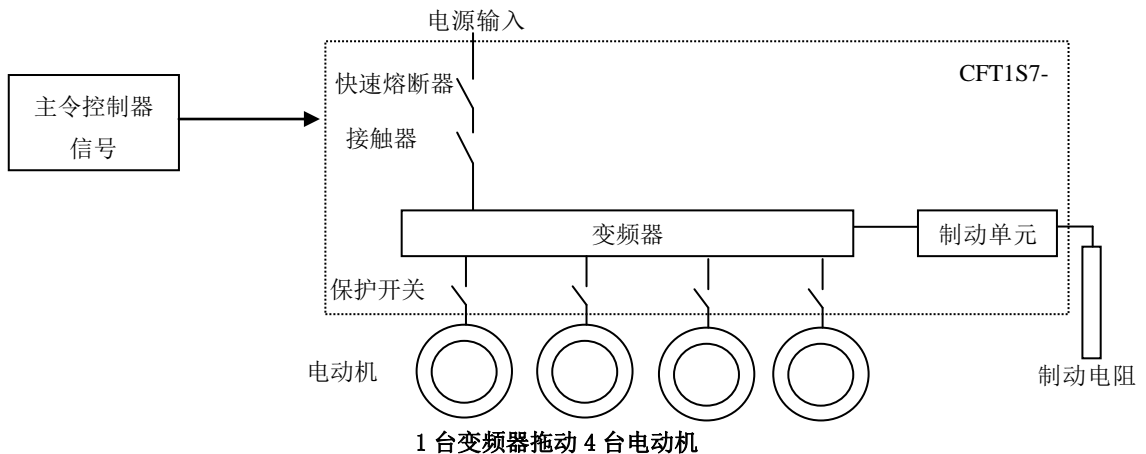 电源输入
CFT1S7-
快速熔断器
主令控制器
信号
接触器
变频器
制动单元
保护开关
电动机
制动电阻
1 台变频器拖动 4 台电动机